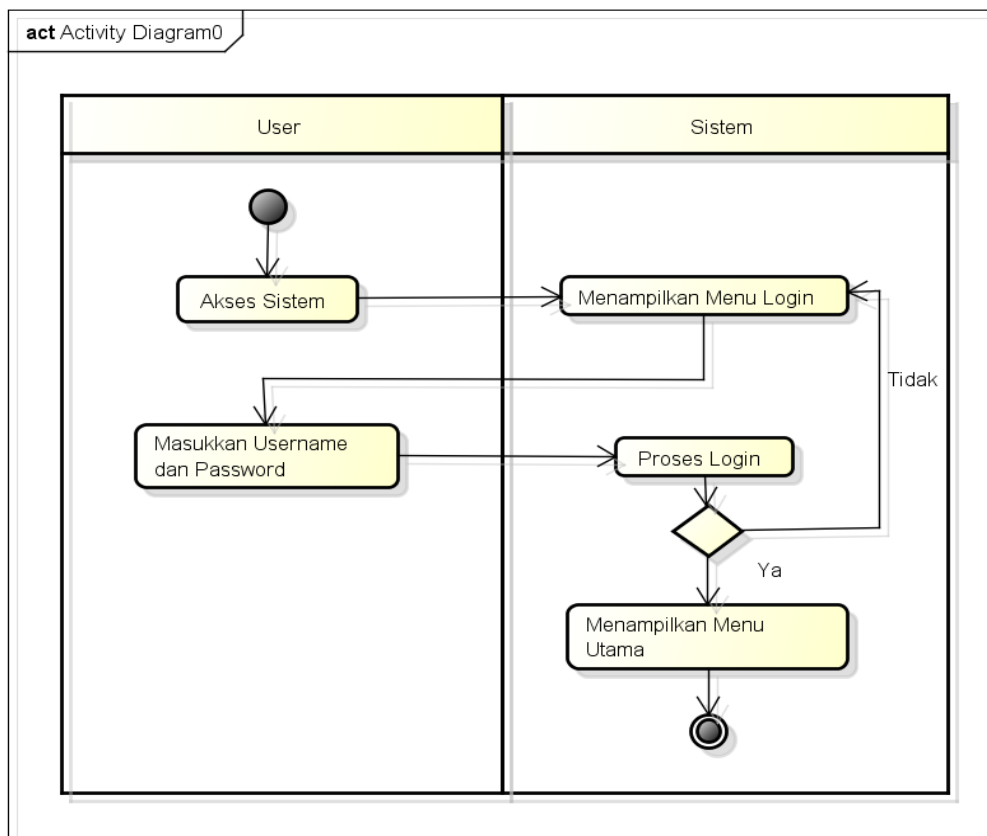 act Activity Diagram0
User
Sistem
Akses Sistem
Menampilkan Menu Login
Tidak
Masukkan Username
dan Password
Proses Login
Ya
Menampilkan Menu
Utama